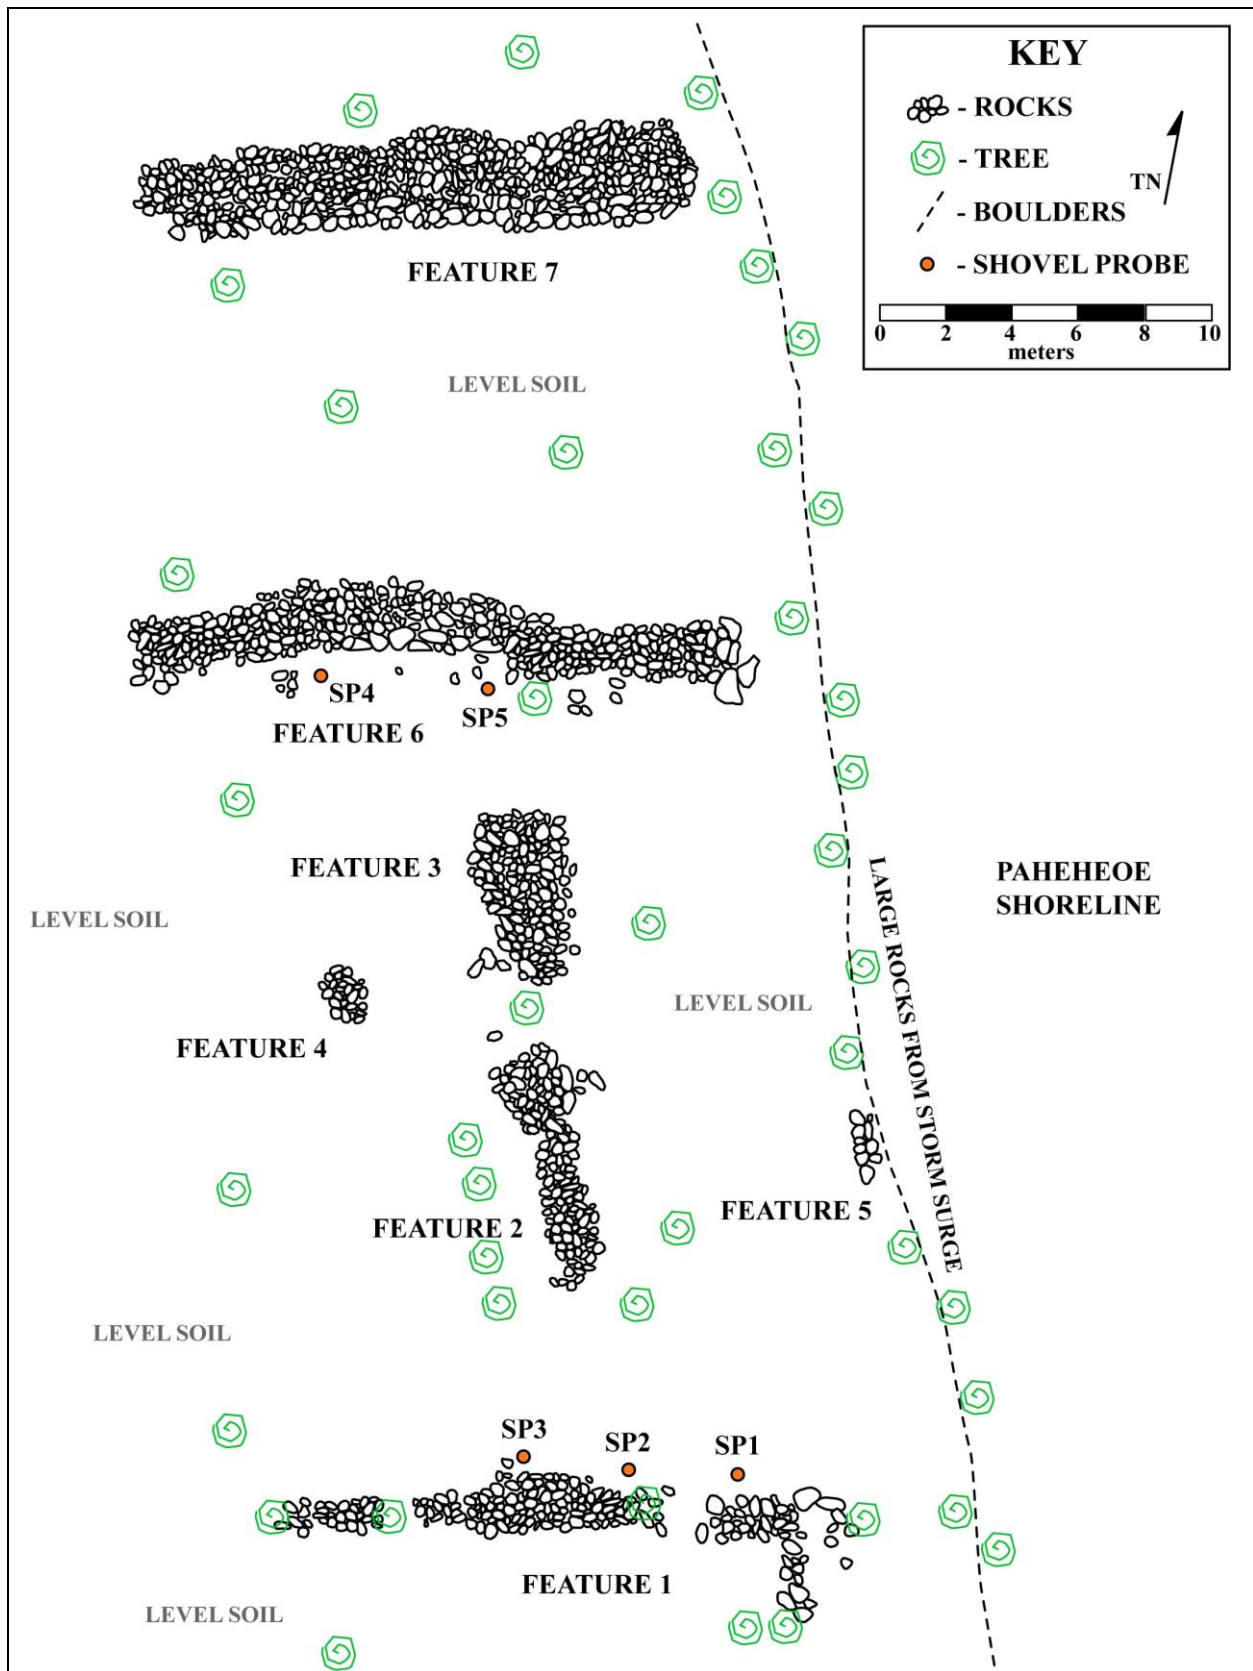 KEY
- ROCKS
- TREE
TN
- BOULDERS
- SHOVEL PROBE
0 2 4 6 8 10
meters
FEATURE 7
LEVEL SOIL
SP4
SP5
FEATURE 6
FEATURE 3
LEVEL SOIL
PAHEHEOE
SHORELINE
LARGE ROCKS FROM STORM SURGE
LEVEL SOIL
FEATURE 4
FEATURE 2
FEATURE 5
LEVEL SOIL
SP3
SP2
SP1
FEATURE 1
LEVEL SOIL